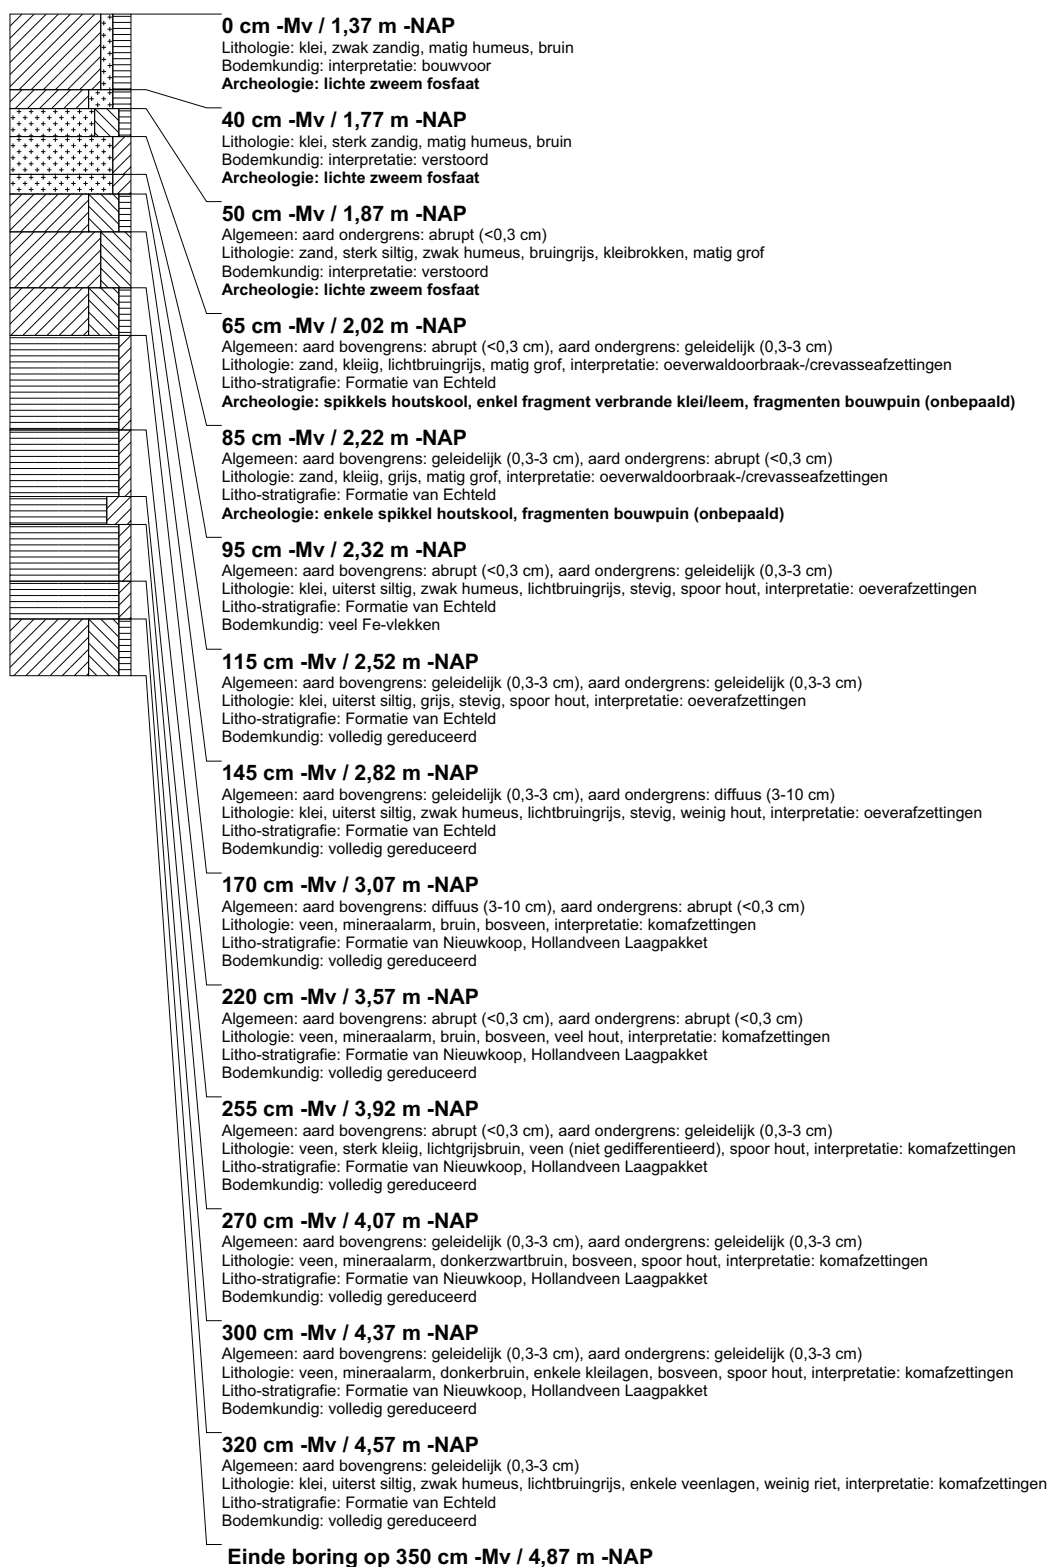 0 cm -Mv / 1,37 m -NAP
Lithologie: klei, zwak zandig, matig humeus, bruin
Bodemkundig: interpretatie: bouwvoor
Archeologie: lichte zweem fosfaat
40 cm -Mv / 1,77 m -NAP
Lithologie: klei, sterk zandig, matig humeus, bruin
Bodemkundig: interpretatie: verstoord
Archeologie: lichte zweem fosfaat
50 cm -Mv / 1,87 m -NAP
Algemeen: aard ondergrens: abrupt (<0,3 cm)
Lithologie: zand, sterk siltig, zwak humeus, bruingrijs, kleibrokken, matig grof
Bodemkundig: interpretatie: verstoord
Archeologie: lichte zweem fosfaat
65 cm -Mv / 2,02 m -NAP
Algemeen: aard bovengrens: abrupt (<0,3 cm), aard ondergrens: geleidelijk (0,3-3 cm)
Lithologie: zand, kleiig, lichtbruingrijs, matig grof, interpretatie: oeverwaldoorbraak-/crevasseafzettingen
Litho-stratigrafie: Formatie van Echteld
Archeologie: spikkels houtskool, enkel fragment verbrande klei/leem, fragmenten bouwpuin (onbepaald)
85 cm -Mv / 2,22 m -NAP
Algemeen: aard bovengrens: geleidelijk (0,3-3 cm), aard ondergrens: abrupt (<0,3 cm)
Lithologie: zand, kleiig, grijs, matig grof, interpretatie: oeverwaldoorbraak-/crevasseafzettingen
Litho-stratigrafie: Formatie van Echteld
Archeologie: enkele spikkel houtskool, fragmenten bouwpuin (onbepaald)
95 cm -Mv / 2,32 m -NAP
Algemeen: aard bovengrens: abrupt (<0,3 cm), aard ondergrens: geleidelijk (0,3-3 cm)
Lithologie: klei, uiterst siltig, zwak humeus, lichtbruingrijs, stevig, spoor hout, interpretatie: oeverafzettingen
Litho-stratigrafie: Formatie van Echteld
Bodemkundig: veel Fe-vlekken
115 cm -Mv / 2,52 m -NAP
Algemeen: aard bovengrens: geleidelijk (0,3-3 cm), aard ondergrens: geleidelijk (0,3-3 cm)
Lithologie: klei, uiterst siltig, grijs, stevig, spoor hout, interpretatie: oeverafzettingen
Litho-stratigrafie: Formatie van Echteld
Bodemkundig: volledig gereduceerd
145 cm -Mv / 2,82 m -NAP
Algemeen: aard bovengrens: geleidelijk (0,3-3 cm), aard ondergrens: diffuus (3-10 cm)
Lithologie: klei, uiterst siltig, zwak humeus, lichtbruingrijs, stevig, weinig hout, interpretatie: oeverafzettingen
Litho-stratigrafie: Formatie van Echteld
Bodemkundig: volledig gereduceerd
170 cm -Mv / 3,07 m -NAP
Algemeen: aard bovengrens: diffuus (3-10 cm), aard ondergrens: abrupt (<0,3 cm)
Lithologie: veen, mineraalarm, bruin, bosveen, interpretatie: komafzettingen
Litho-stratigrafie: Formatie van Nieuwkoop, Hollandveen Laagpakket
Bodemkundig: volledig gereduceerd
220 cm -Mv / 3,57 m -NAP
Algemeen: aard bovengrens: abrupt (<0,3 cm), aard ondergrens: abrupt (<0,3 cm)
Lithologie: veen, mineraalarm, bruin, bosveen, veel hout, interpretatie: komafzettingen
Litho-stratigrafie: Formatie van Nieuwkoop, Hollandveen Laagpakket
Bodemkundig: volledig gereduceerd
255 cm -Mv / 3,92 m -NAP
Algemeen: aard bovengrens: abrupt (<0,3 cm), aard ondergrens: geleidelijk (0,3-3 cm)
Lithologie: veen, sterk kleiig, lichtgrijsbruin, veen (niet gedifferentieerd), spoor hout, interpretatie: komafzettingen
Litho-stratigrafie: Formatie van Nieuwkoop, Hollandveen Laagpakket
Bodemkundig: volledig gereduceerd
270 cm -Mv / 4,07 m -NAP
Algemeen: aard bovengrens: geleidelijk (0,3-3 cm), aard ondergrens: geleidelijk (0,3-3 cm)
Lithologie: veen, mineraalarm, donkerzwartbruin, bosveen, spoor hout, interpretatie: komafzettingen
Litho-stratigrafie: Formatie van Nieuwkoop, Hollandveen Laagpakket
Bodemkundig: volledig gereduceerd
300 cm -Mv / 4,37 m -NAP
Algemeen: aard bovengrens: geleidelijk (0,3-3 cm), aard ondergrens: geleidelijk (0,3-3 cm)
Lithologie: veen, mineraalarm, donkerbruin, enkele kleilagen, bosveen, spoor hout, interpretatie: komafzettingen
Litho-stratigrafie: Formatie van Nieuwkoop, Hollandveen Laagpakket
Bodemkundig: volledig gereduceerd
320 cm -Mv / 4,57 m -NAP
Algemeen: aard bovengrens: geleidelijk (0,3-3 cm)
Lithologie: klei, uiterst siltig, zwak humeus, lichtbruingrijs, enkele veenlagen, weinig riet, interpretatie: komafzettingen
Litho-stratigrafie: Formatie van Echteld
Bodemkundig: volledig gereduceerd
Einde boring op 350 cm -Mv / 4,87 m -NAP